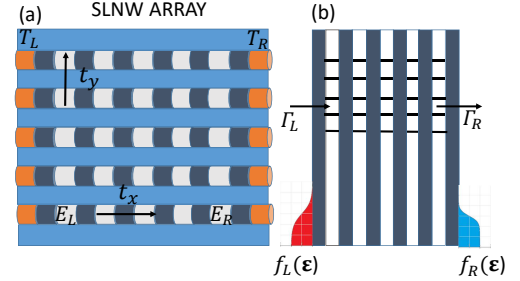 SLNW ARRAY
(a)
T_L
T_R
t_y
t_x
E_L
E_R
(b)
Γ_L
Γ_R
f_L(ε)
f_R(ε)